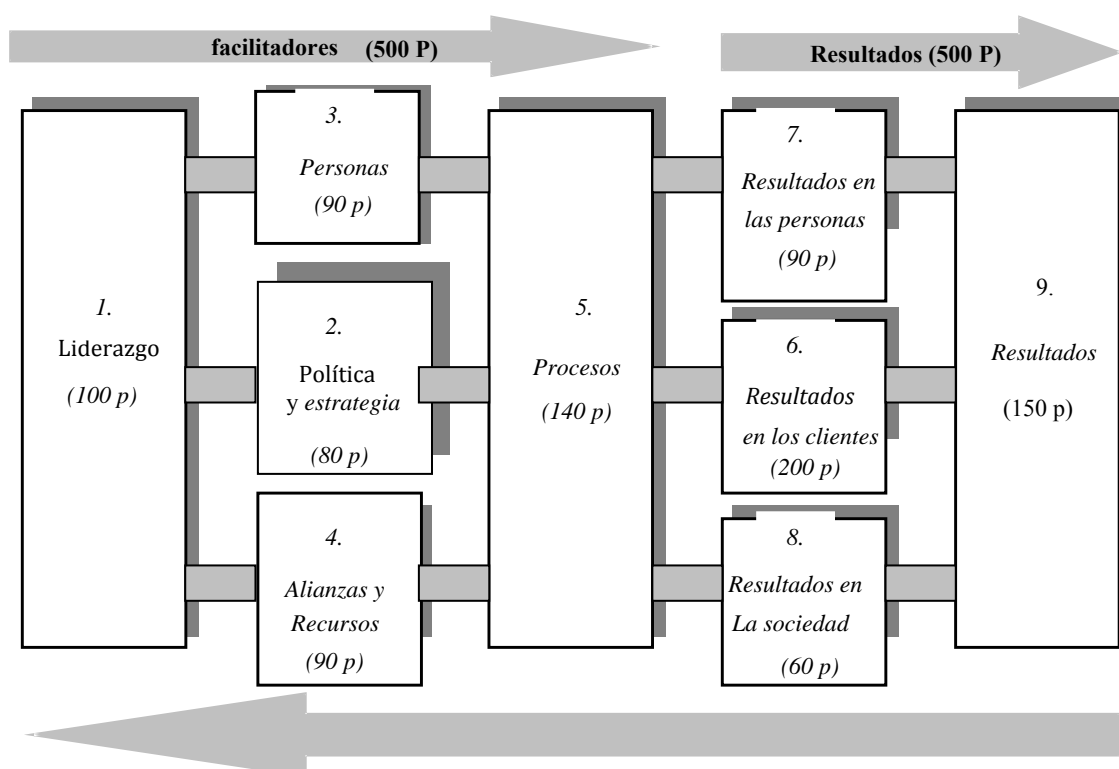 facilitadores (500 P)
Resultados (500 P)
1.
Liderazgo
(100 p)
3.
Personas
(90 p)
2.
Política
y estrategia
(80 p)
4.
Alianzas y
Recursos
(90 p)
5.
Procesos
(140 p)
7.
Resultados en
las personas
(90 p)
6.
Resultados
en los clientes
(200 p)
8.
Resultados en
La sociedad
(60 p)
9.
Resultados
(150 p)